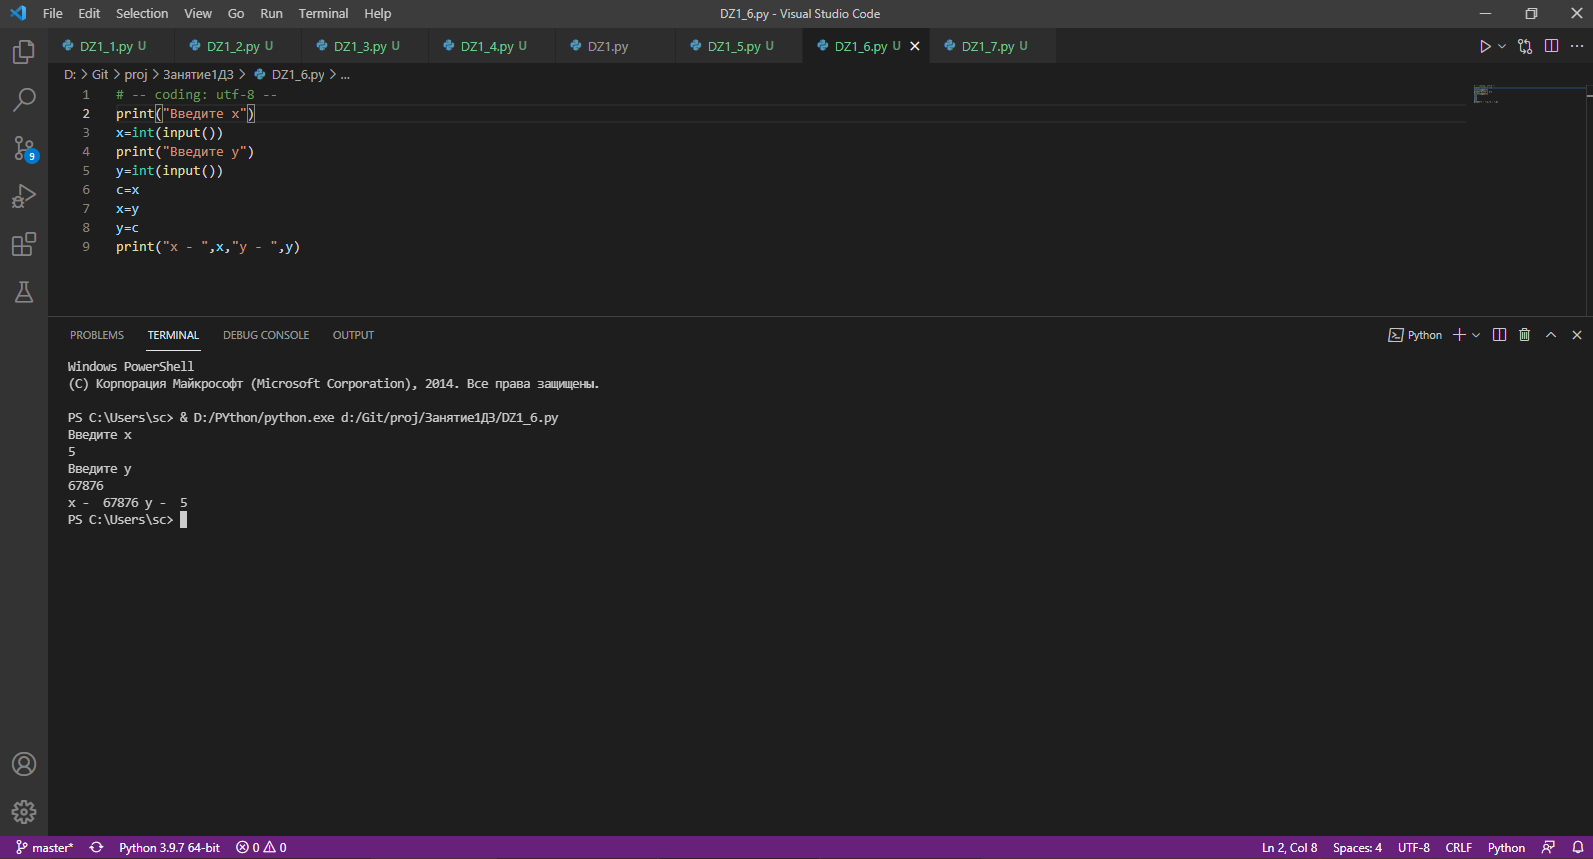 File Edit Selection View Go Run Terminal Help DZ1_6.py - Visual Studio Code
DZ1_1.py U DZ1_2.py U DZ1_3.py U DZ1_4.py U DZ1.py DZ1_5.py U DZ1_6.py U DZ1_7.py U
D: > Git > proj > Занятие1ДЗ > DZ1_6.py > ...
1 # -- coding: utf-8 --
2 print("Введите x")
3 x=int(input())
4 print("Введите y")
5 y=int(input())
6 c=x
7 x=y
8 y=c
9 print("x - ",x,"y - ",y)
9
PROBLEMS TERMINAL DEBUG CONSOLE OUTPUT Python
Windows PowerShell
(C) Корпорация Майкрософт (Microsoft Corporation), 2014. Все права защищены.
PS C:\Users\sc> & D:/PYthon/python.exe d:/Git/proj/Занятие1ДЗ/DZ1_6.py
Введите x
5
Введите y
67876
x -  67876 y -  5
PS C:\Users\sc>
master* Python 3.9.7 64-bit 0 0 Ln 2, Col 8 Spaces: 4 UTF-8 CRLF Python